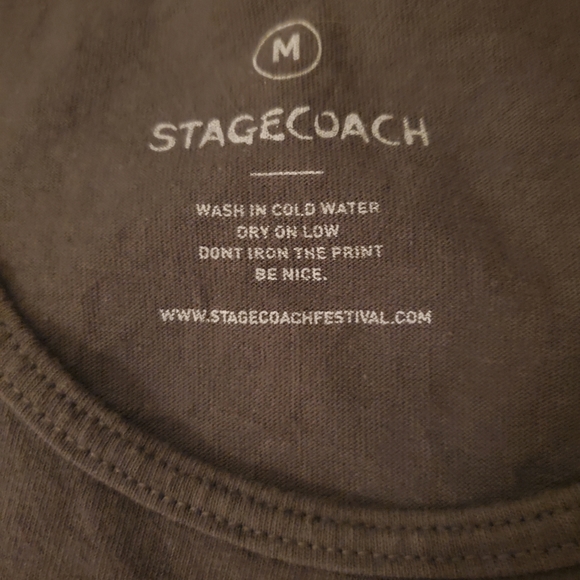 M
STAGECOACH
WASH IN COLD WATER
DRY ON LOW
DONT IRON THE PRINT
BE NICE.
WWW.STAGECOACHFESTIVAL.COM